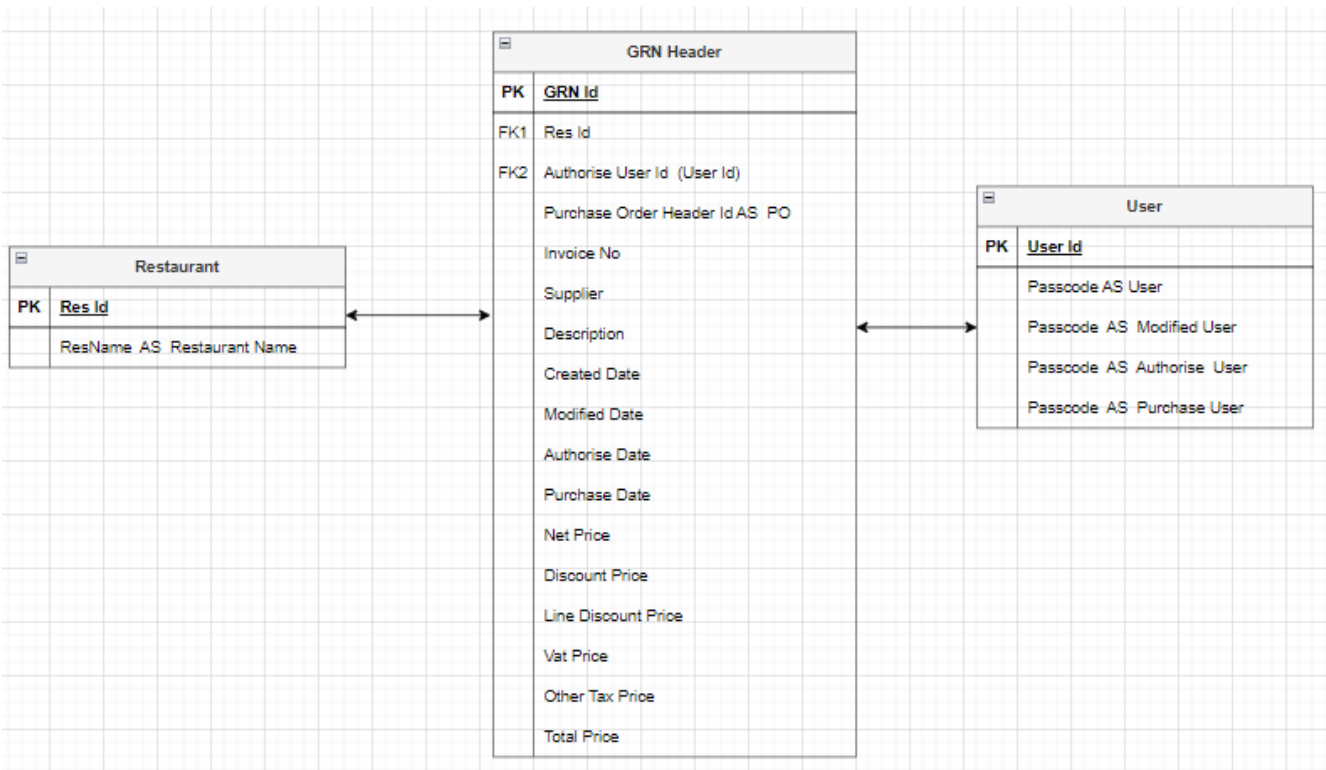 GRN Header
PK GRN Id
FK1 Res Id
FK2 Authorise User Id (User Id)
Purchase Order Header Id AS PO
Invoice No
Supplier
Description
Created Date
Modified Date
Authorise Date
Purchase Date
Net Price
Discount Price
Line Discount Price
Vat Price
Other Tax Price
Total Price
Restaurant
PK Res Id
ResName AS Restaurant Name
User
PK User Id
Passcode AS User
Passcode AS Modified User
Passcode AS Authorise User
Passcode AS Purchase User